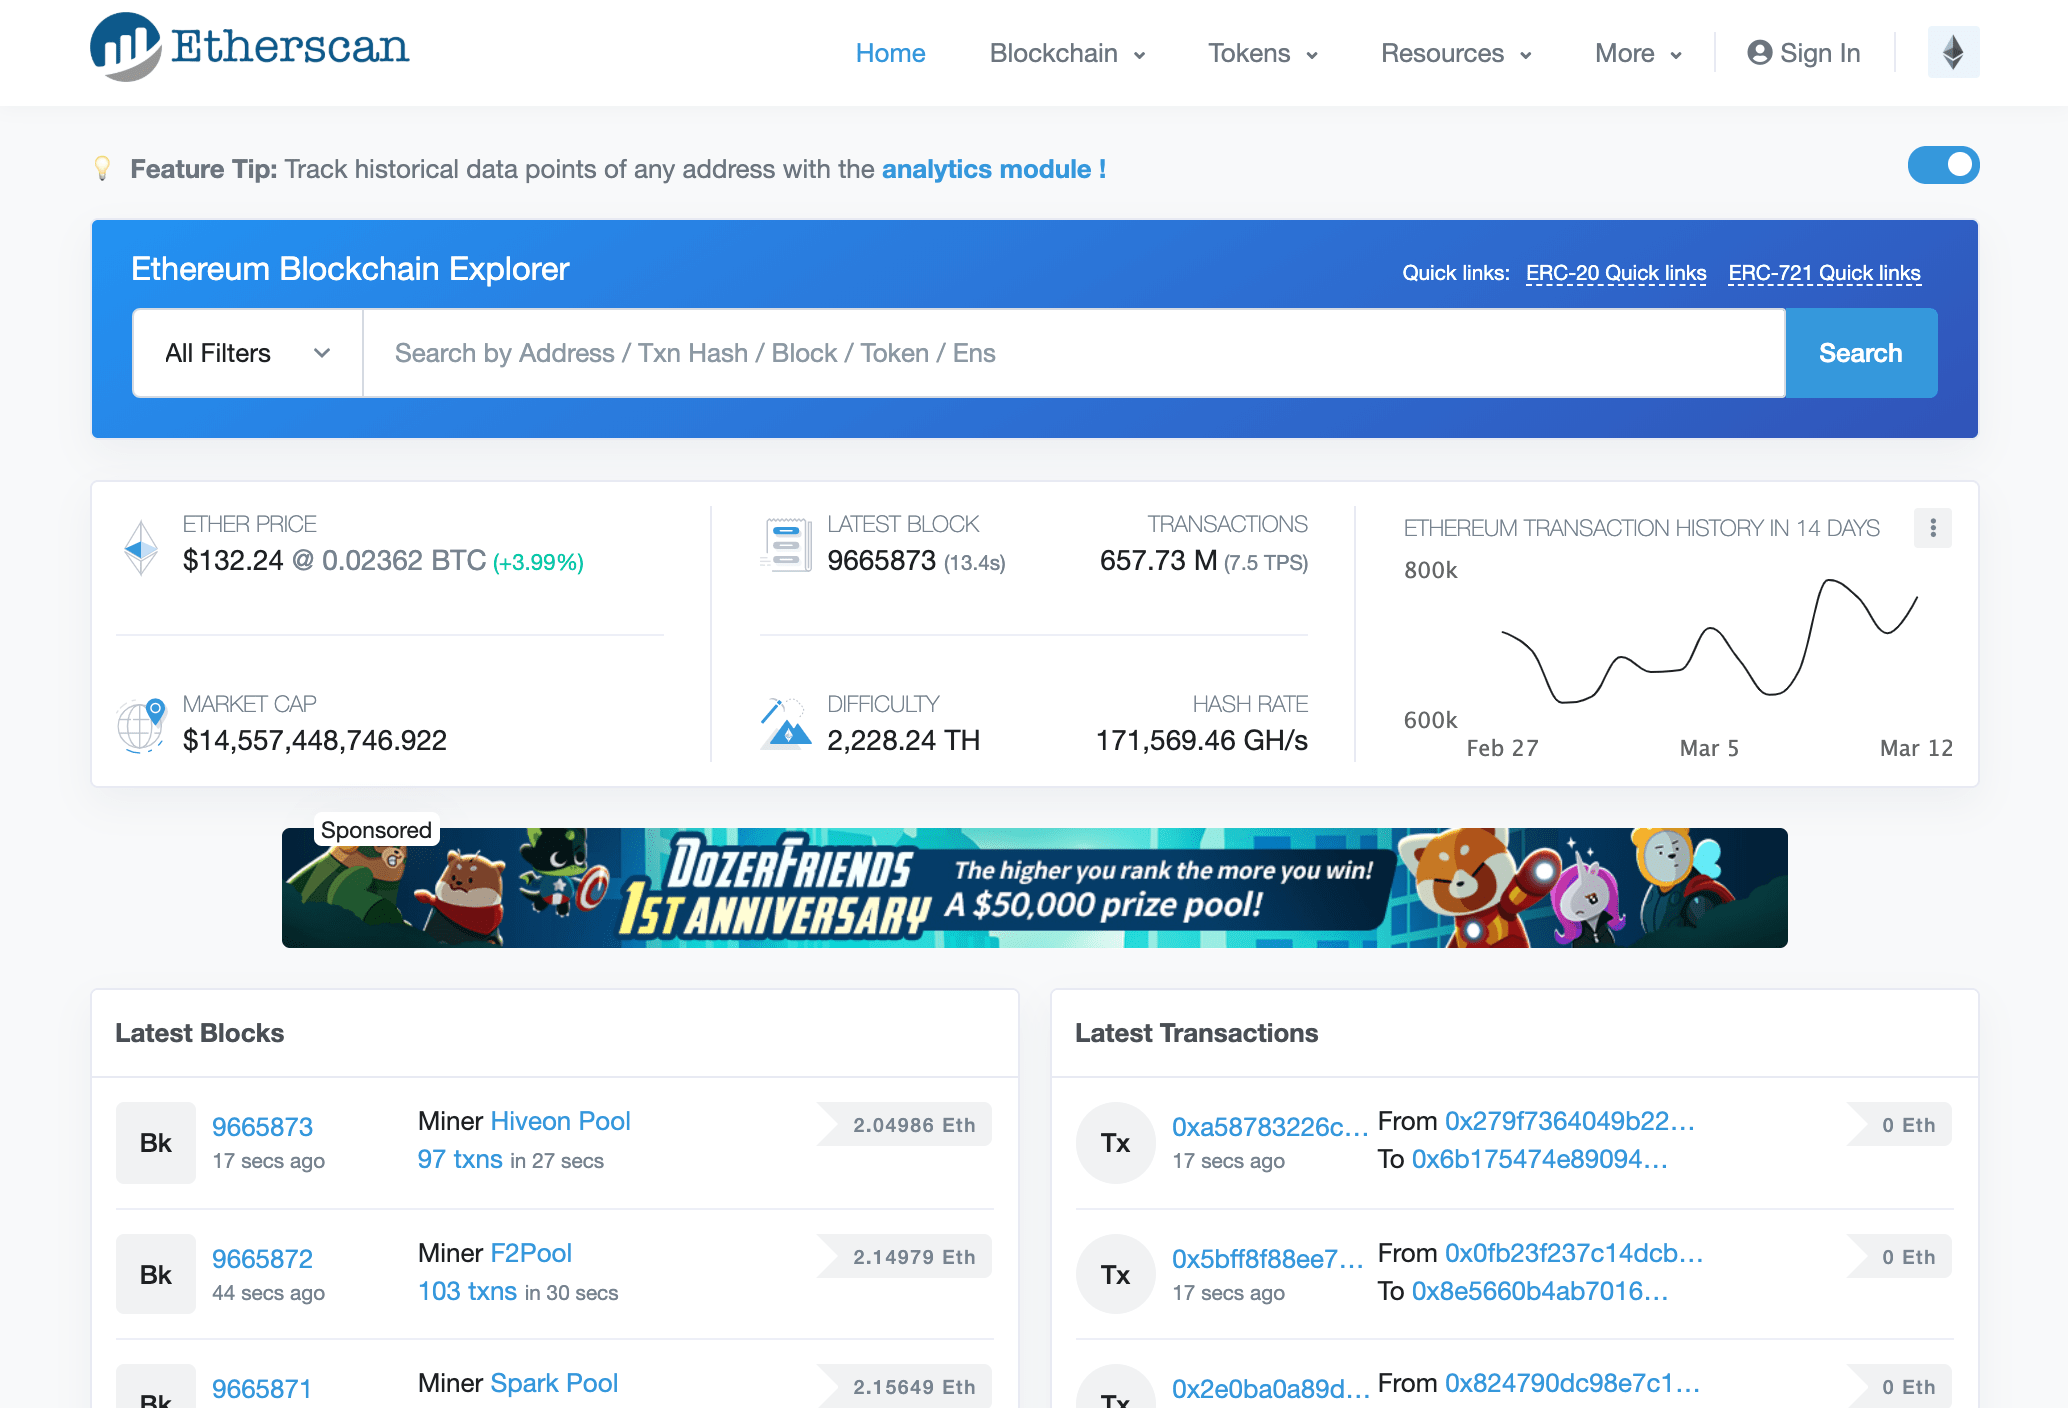 Etherscan
Home
Blockchain
Tokens
Resources
More
Sign In
Feature Tip: Track historical data points of any address with the analytics module !
Ethereum Blockchain Explorer
Quick links: ERC-20 Quick links ERC-721 Quick links
All Filters
Search by Address / Txn Hash / Block / Token / Ens
Search
ETHER PRICE
$132.24 @ 0.02362 BTC (+3.99%)
MARKET CAP
$14,557,448,746.922
LATEST BLOCK
9665873 (13.4s)
TRANSACTIONS
657.73 M (7.5 TPS)
DIFFICULTY
2,228.24 TH
HASH RATE
171,569.46 GH/s
ETHEREUM TRANSACTION HISTORY IN 14 DAYS
800k
600k
Feb 27
Mar 5
Mar 12
Sponsored
DOZERFRIENDS
1ST ANNIVERSARY
The higher you rank the more you win!
A $50,000 prize pool!
Latest Blocks
Bk
9665873
17 secs ago
Miner Hiveon Pool
97 txns in 27 secs
2.04986 Eth
Bk
9665872
44 secs ago
Miner F2Pool
103 txns in 30 secs
2.14979 Eth
Bk
9665871
Miner Spark Pool
2.15649 Eth
Latest Transactions
Tx
0xa58783226c...
17 secs ago
From 0x279f7364049b22...
To 0x6b175474e89094...
0 Eth
Tx
0x5bff8f88ee7...
17 secs ago
From 0x0fb23f237c14dcb...
To 0x8e5660b4ab7016...
0 Eth
Tx
0x2e0ba0a89d...
From 0x824790dc98e7c1...
0 Eth